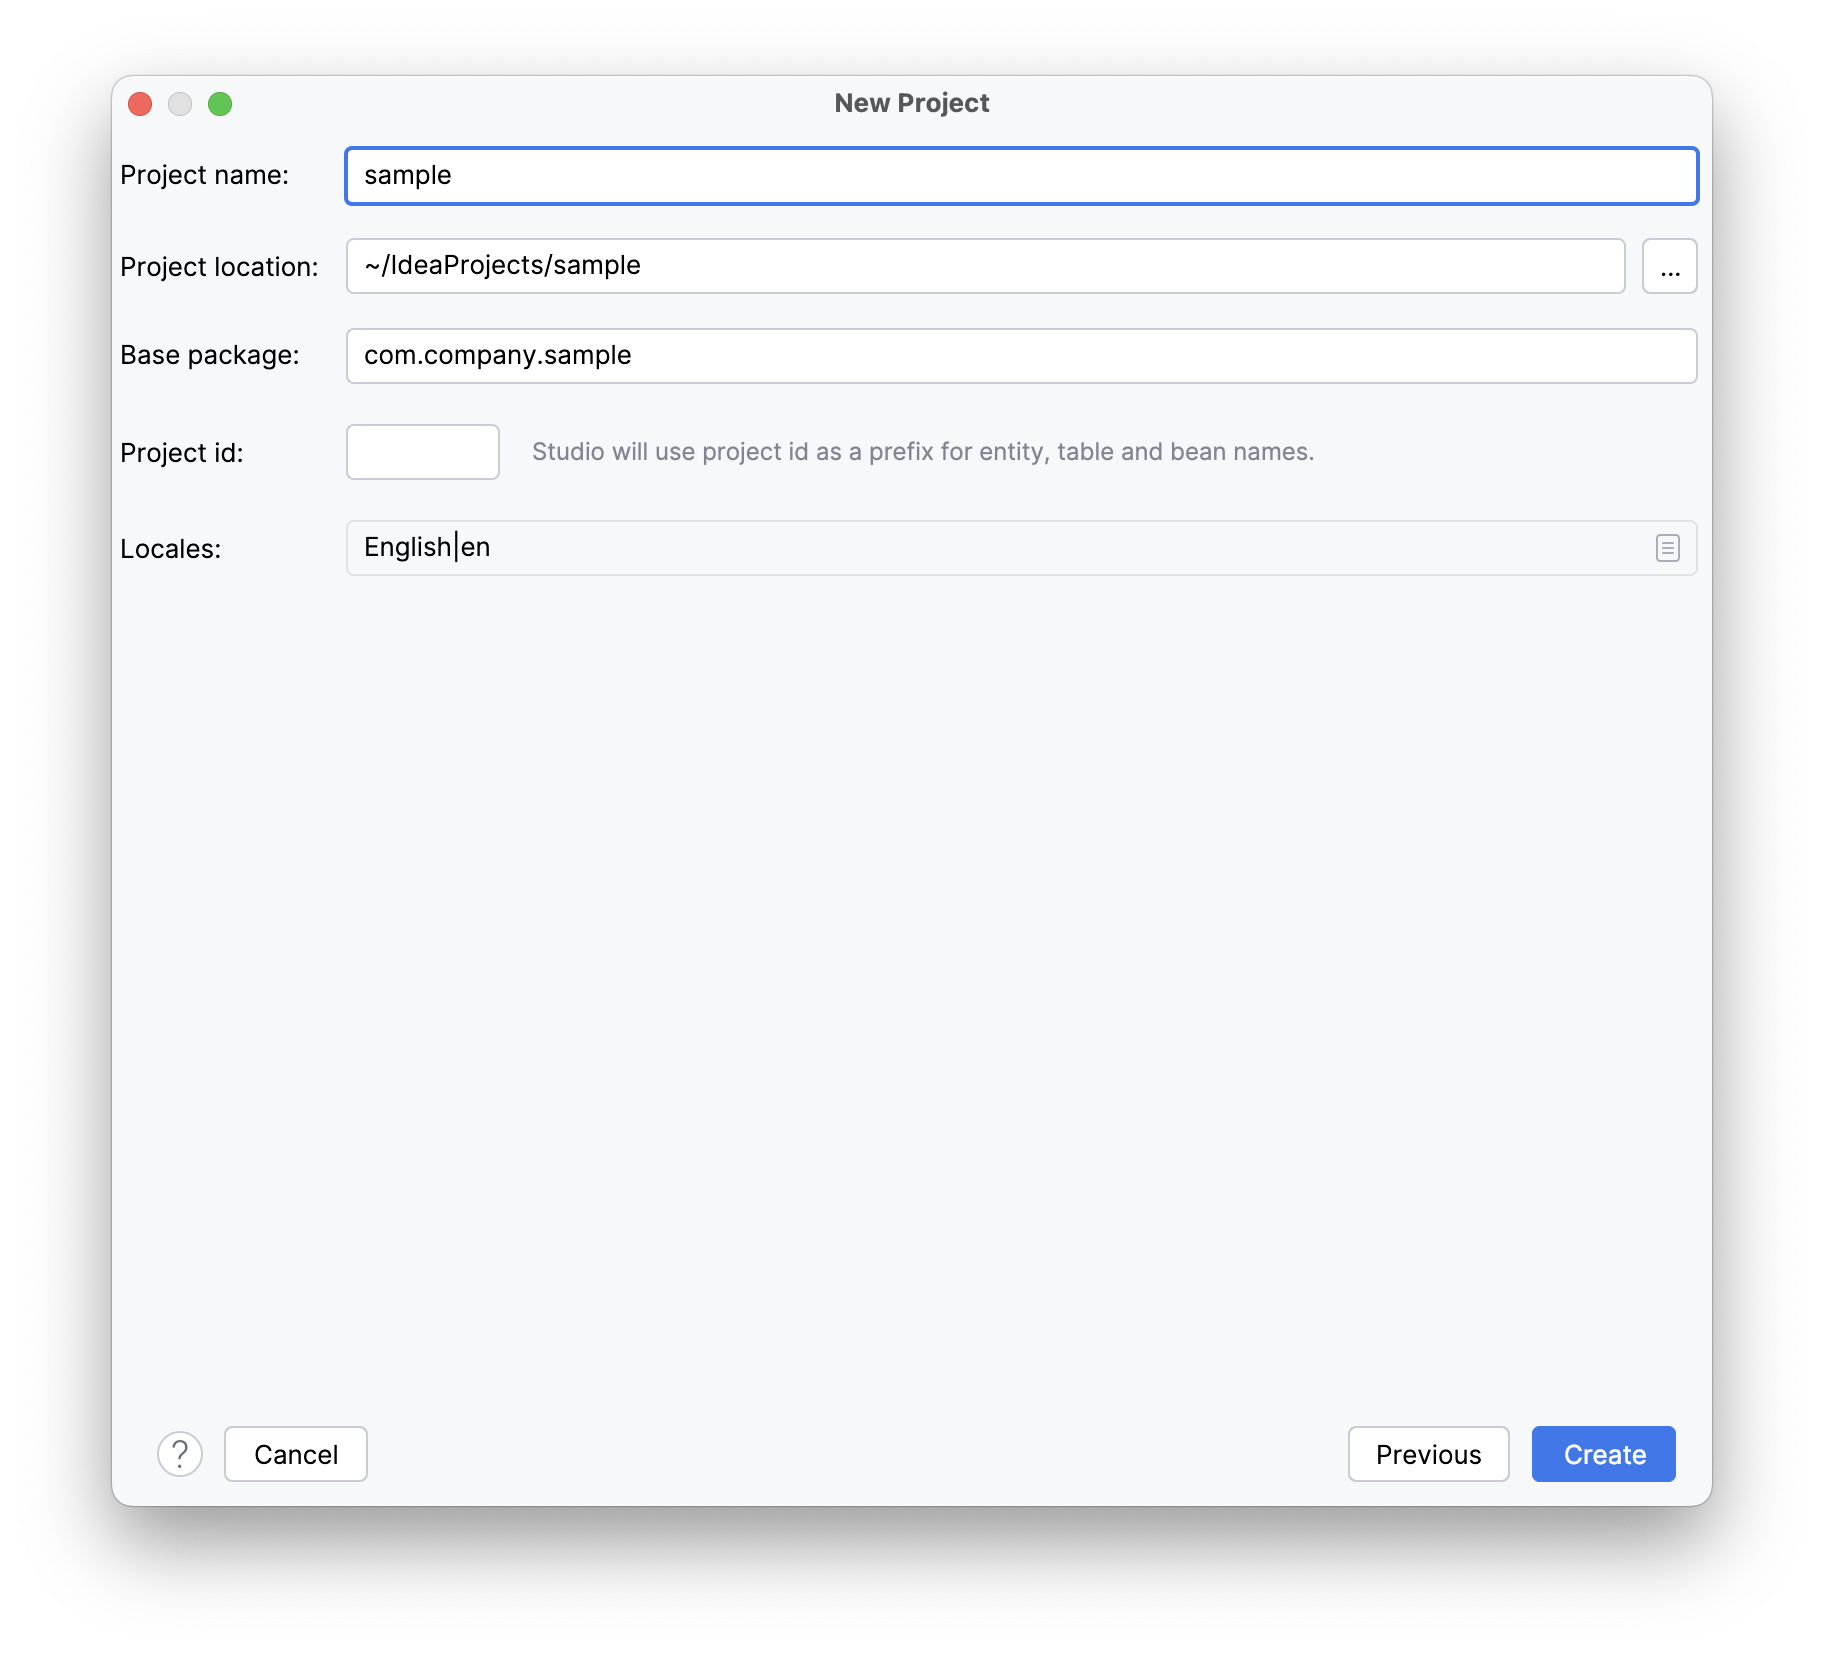 New Project
Project name: sample
Project location: ~/IdeaProjects/sample ...
Base package: com.company.sample
Project id: Studio will use project id as a prefix for entity, table and bean names.
Locales: English|en
? Cancel Previous Create